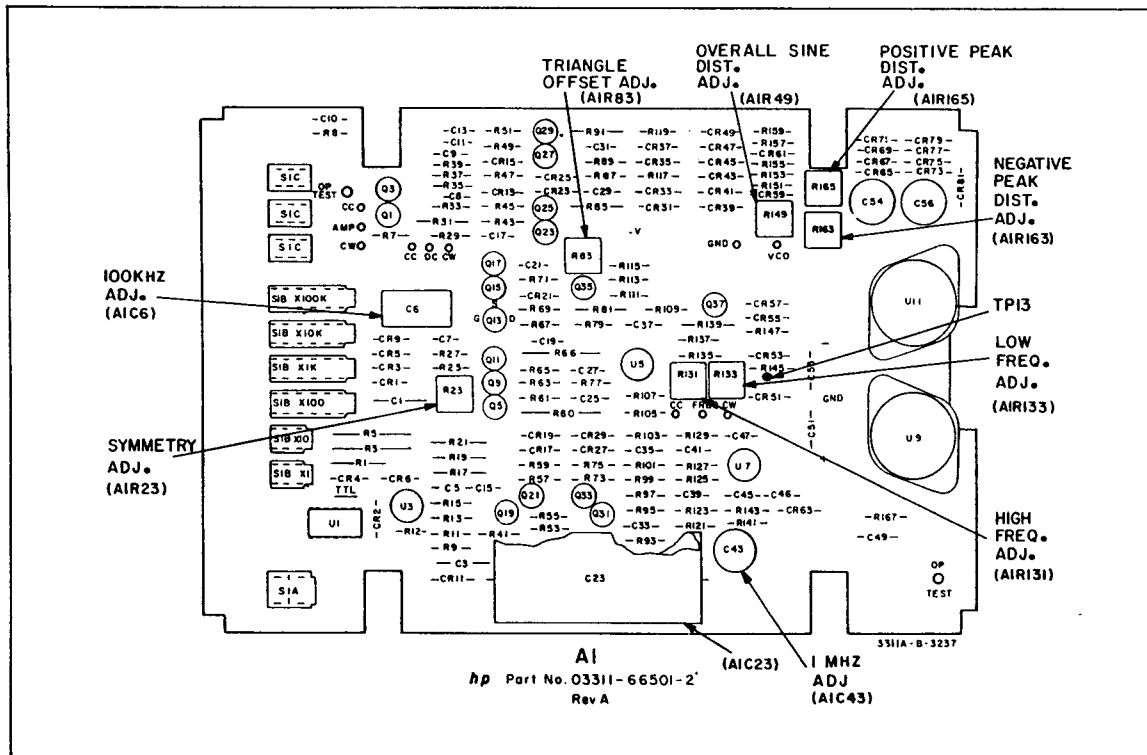 TRIANGLE
OFFSET ADJ.
(A1R83)
OVERALL SINE
DIST.
ADJ.
(A1R49)
POSITIVE PEAK
DIST.
ADJ.
(A1R165)
NEGATIVE
PEAK
DIST.
ADJ.
(A1R163)
100KHZ
ADJ.
(A1C6)
TP13
LOW
FREQ.
ADJ.
(A1R133)
SYMMETRY
ADJ.
(A1R23)
HIGH
FREQ.
ADJ.
(A1R131)
1 MHZ
ADJ
(A1C43)
(A1C23)
-C10-
-R8-
S1C
S1C
S1C
OP
TEST
CC
AMP
CW
Q3
Q1
-R7-
-C13-
-C11-
-C9-
-R39-
-R37-
-R35-
-C8-
-R33-
-R31-
-R29-
CC
DC
CW
-R51-
-R49-
-CR15-
-R47-
-CR13-
-R45-
-R43-
-C17-
Q29
Q27
-CR25-
-CR23-
Q25
Q23
-R91-
-C31-
-R89-
-R87-
-C29-
-R85-
-R119-
-CR37-
-CR35-
-R117-
-CR33-
-CR31-
-CR49-
-CR47-
-CR45-
-CR43-
-CR41-
-CR39-
-R159-
-R157-
-CR61-
-R155-
-R153-
-R151-
-CR59-
R149
R165
R163
-CR71-
-CR69-
-CR67-
-CR65-
-CR79-
-CR77-
-CR75-
-CR73-
-CR81-
C54
C56
-V
GND
VCO
R83
Q35
Q17
Q15
S
G
Q13
D
-C21-
-R71-
-CR21-
-R69-
-R67-
-C19-
-R66-
-R115-
-R113-
-R111-
-R81-
-R79-
-C37-
-R109-
Q37
-R139-
-R137-
-R135-
-CR57-
-CR55-
-R147-
-CR53-
-R145-
-CR51-
U11
S1B X100K
S1B X10K
S1B X1K
S1B X100
S1B X10
S1B X1
C6
-CR9-
-CR5-
-CR3-
-CR1-
-C1-
-C7-
-R27-
-R25-
R23
Q11
Q9
Q5
-R65-
-R63-
-R61-
-R60-
-C27-
-R77-
-C25-
U5
R131
R133
-R107-
-R105-
CC
FREQ
CW
GND
-C51-
U9
-R5-
-R3-
-R1-
-CR4-
-CR6-
TTL
U1
-CR2-
U3
-R12-
-R21-
-R19-
-R17-
-C5-
-C15-
-R15-
-R13-
-R11-
-R41-
-R9-
-C3-
-CR11-
-CR19-
-CR17-
-R59-
-R57-
Q21
Q19
-R55-
-R53-
-CR29-
-CR27-
-R75-
-R73-
Q33
Q31
-R103-
-C35-
-R101-
-R99-
-R97-
-R95-
-C33-
-R93-
-R129-
-C41-
-R127-
-R125-
-C39-
-R123-
-R121-
-C47-
U7
-C45-
-C46-
-R143-
-CR63-
-R141-
C43
C23
-R167-
-C49-
OP
TEST
S1A
3311A-B-3237
A1
hp Part No. 03311-66501-2
Rev A